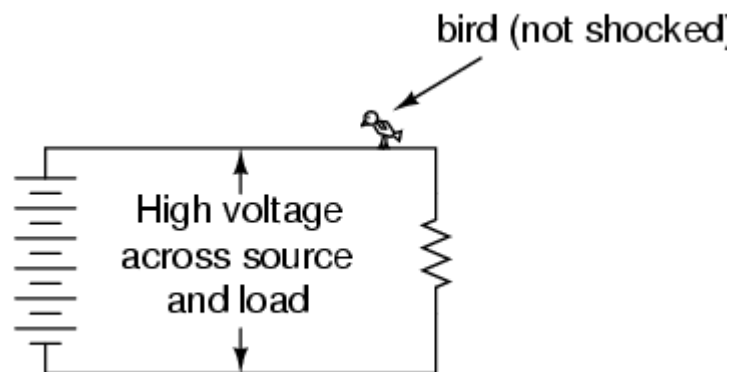 bird (not shocked)
High voltage
across source
and load